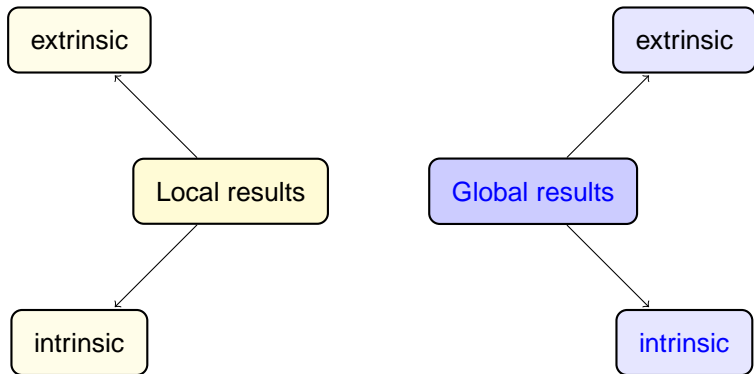 extrinsic
extrinsic
Local results
Global results
intrinsic
intrinsic